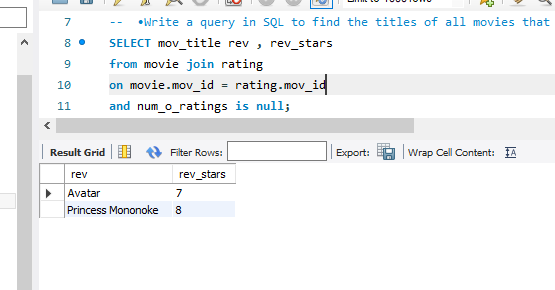 7 -- •Write a query in SQL to find the titles of all movies that
8 SELECT mov_title rev , rev_stars
9 from movie join rating
10 on movie.mov_id = rating.mov_id
11 and num_o_ratings is null;
Result Grid Filter Rows: Export: Wrap Cell Content: IA
rev rev_stars
Avatar 7
Princess Mononoke 8